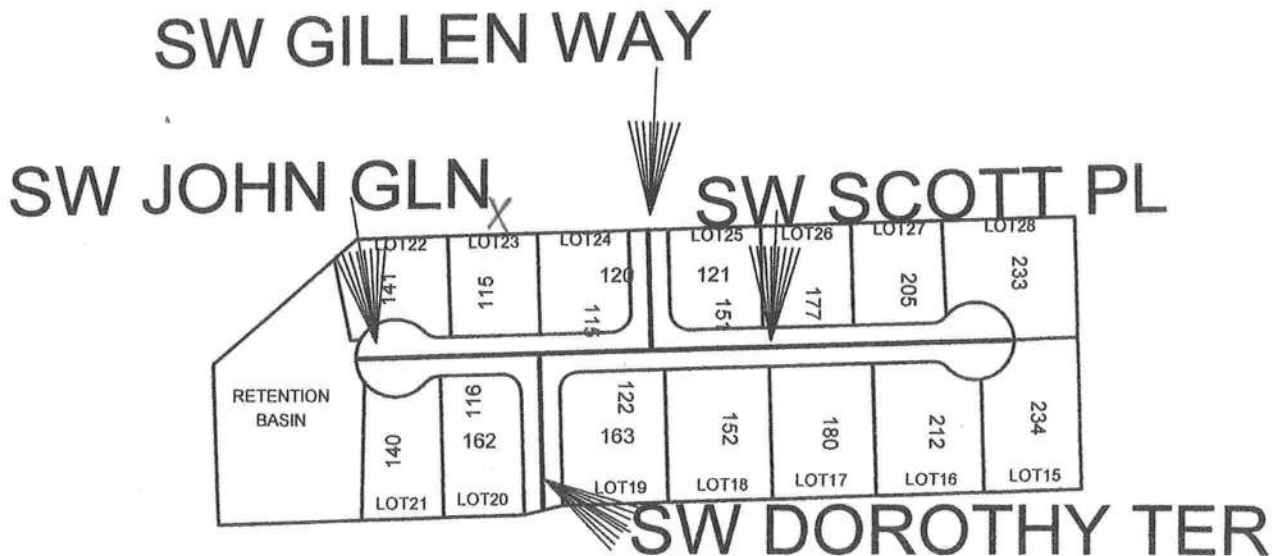 SW GILLEN WAY
SW JOHN GLN
X
SW SCOTT PL
LOT22
LOT23
LOT24
LOT25
LOT26
LOT27
LOT28
141
115
120
115
121
151
177
205
233
RETENTION
BASIN
140
116
162
122
163
152
180
212
234
LOT21
LOT20
LOT19
LOT18
LOT17
LOT16
LOT15
SW DOROTHY TER